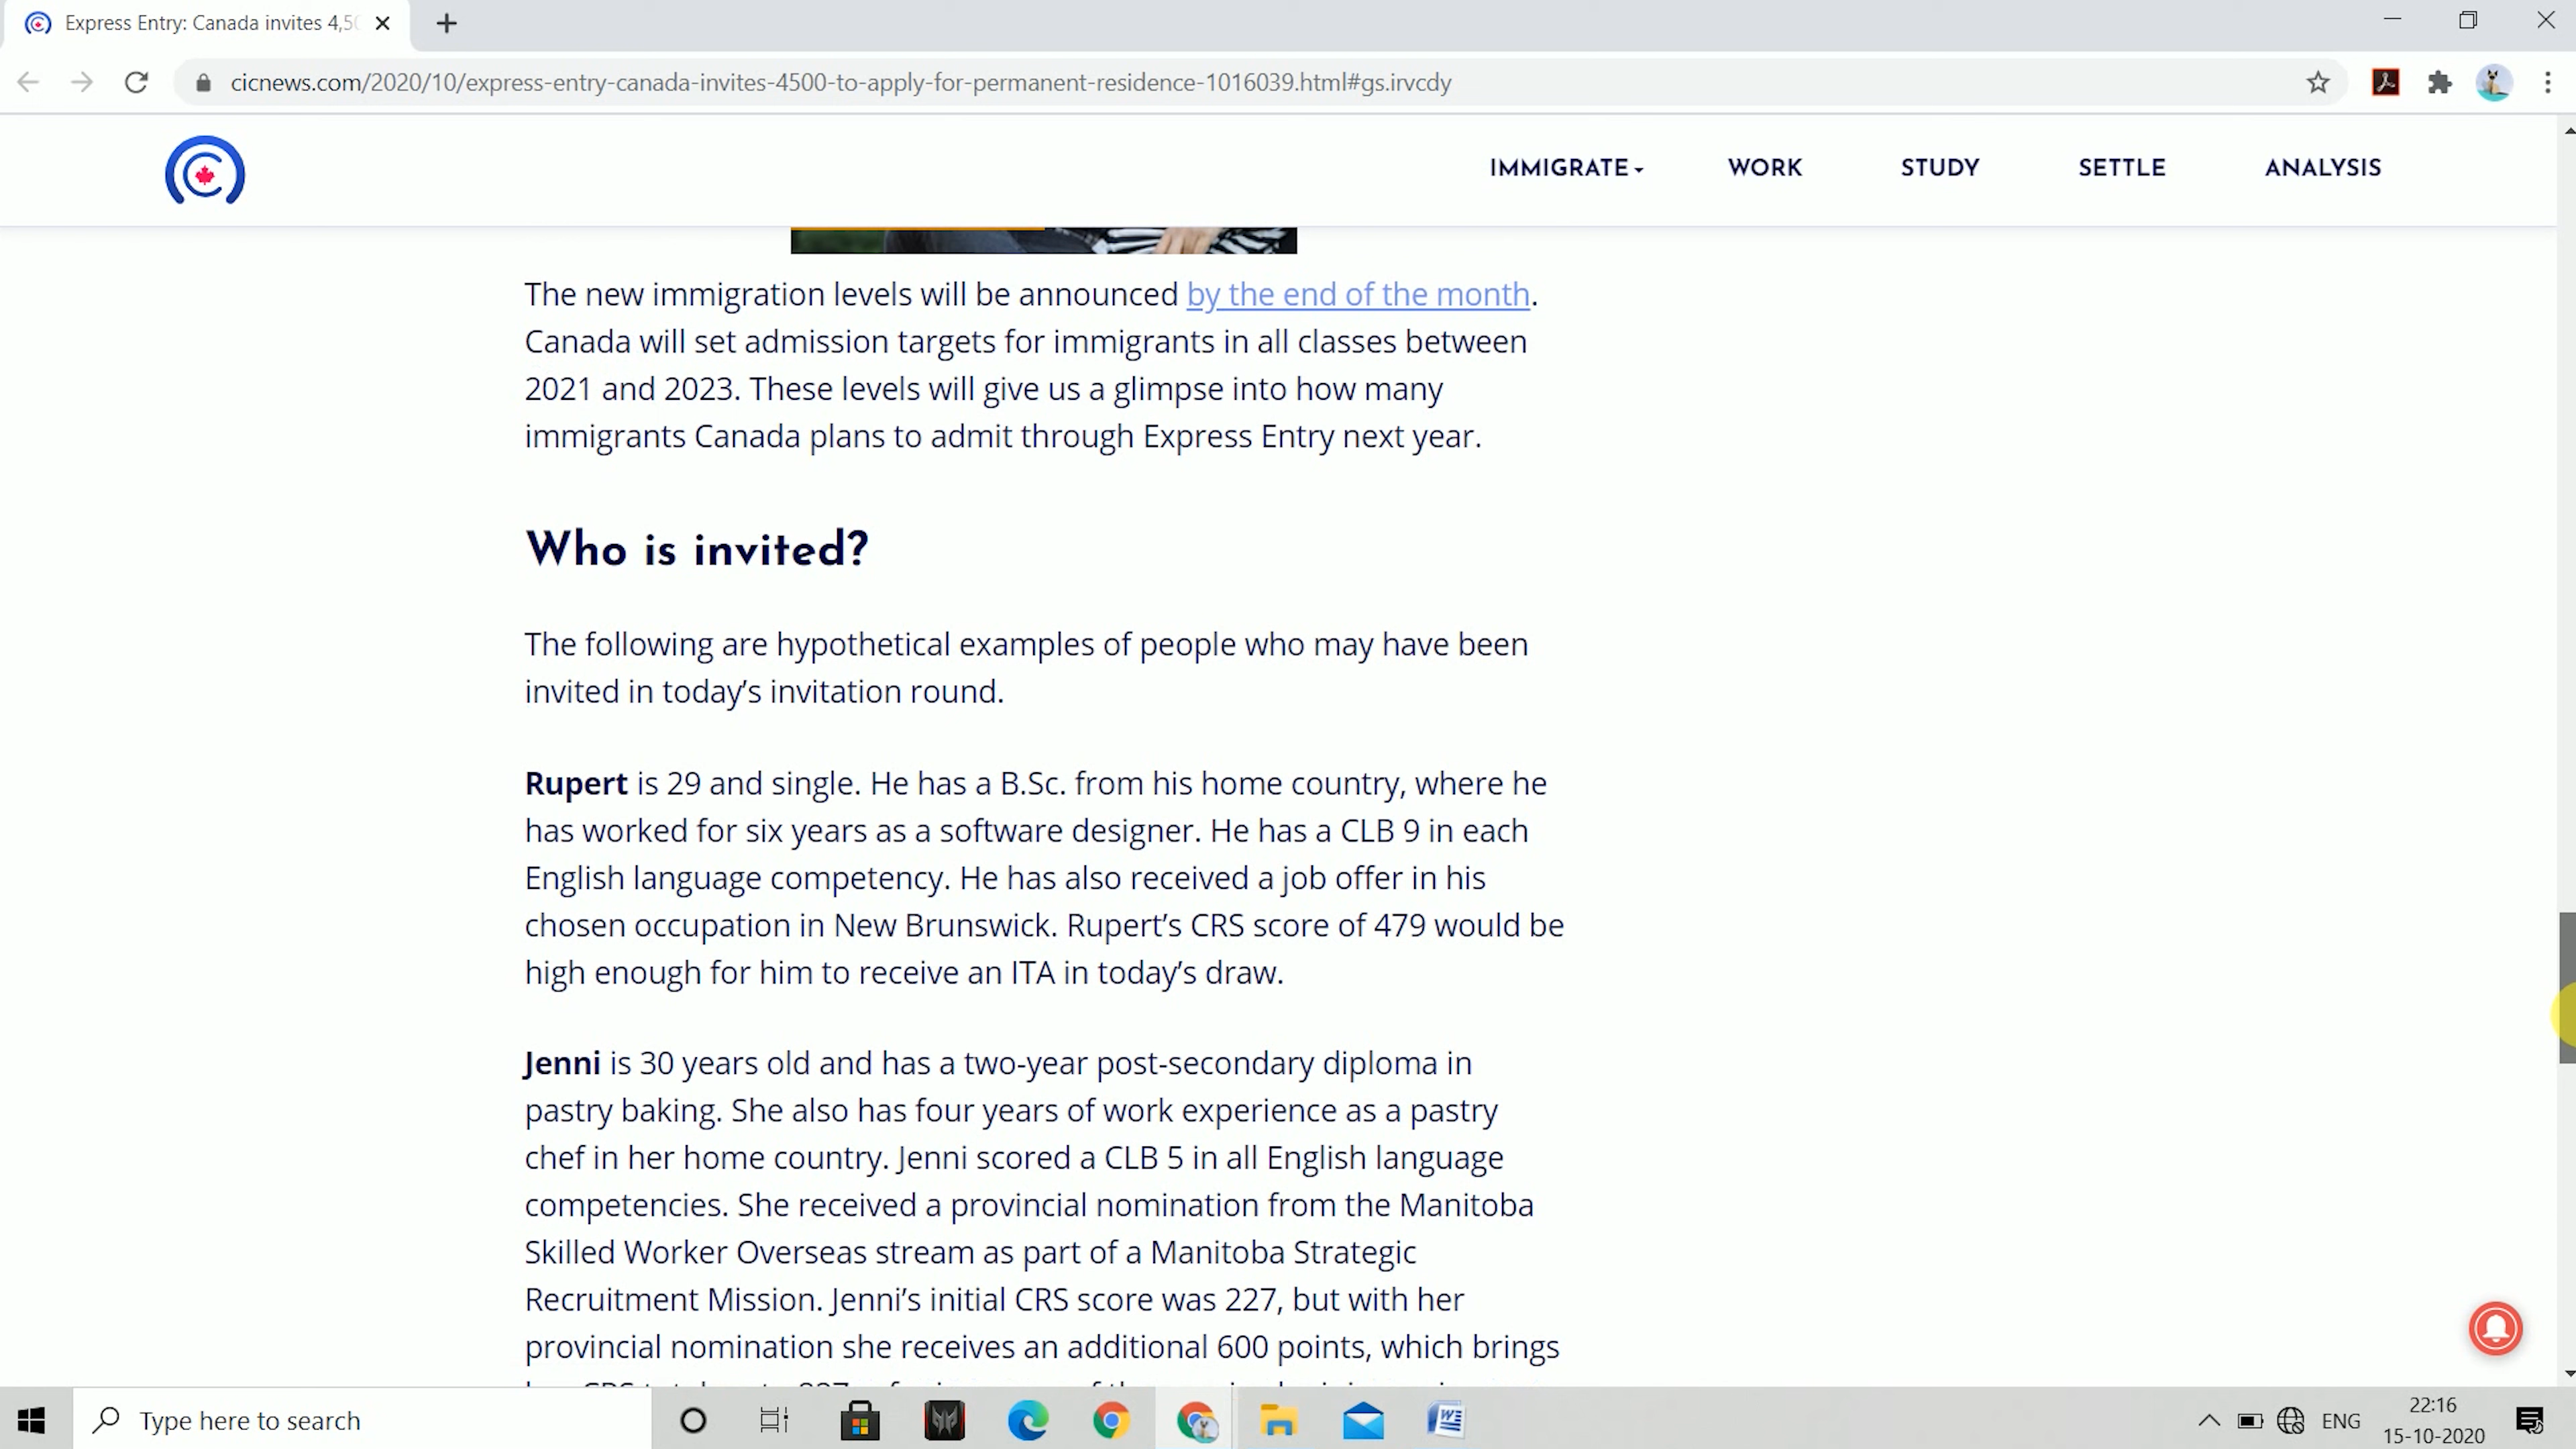 Express Entry: Canada invites 4,50
cicnews.com/2020/10/express-entry-canada-invites-4500-to-apply-for-permanent-residence-1016039.html#gs.irvcdy
IMMIGRATE WORK STUDY SETTLE ANALYSIS
The new immigration levels will be announced by the end of the month.
Canada will set admission targets for immigrants in all classes between
2021 and 2023. These levels will give us a glimpse into how many
immigrants Canada plans to admit through Express Entry next year.
Who is invited?
The following are hypothetical examples of people who may have been
invited in today’s invitation round.
Rupert is 29 and single. He has a B.Sc. from his home country, where he
has worked for six years as a software designer. He has a CLB 9 in each
English language competency. He has also received a job offer in his
chosen occupation in New Brunswick. Rupert’s CRS score of 479 would be
high enough for him to receive an ITA in today’s draw.
Jenni is 30 years old and has a two-year post-secondary diploma in
pastry baking. She also has four years of work experience as a pastry
chef in her home country. Jenni scored a CLB 5 in all English language
competencies. She received a provincial nomination from the Manitoba
Skilled Worker Overseas stream as part of a Manitoba Strategic
Recruitment Mission. Jenni’s initial CRS score was 227, but with her
provincial nomination she receives an additional 600 points, which brings
Type here to search
ENG
22:16
15-10-2020